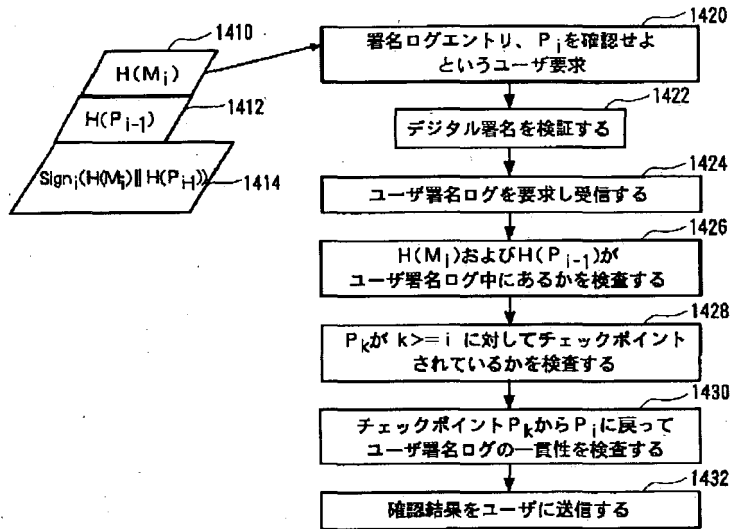 1410
H(Mi)
1412
H(Pi-1)
Signi(H(Mi)||H(Pi-1))
1414
1420
署名ログエントリ、Piを確認せよ
というユーザ要求
1422
デジタル署名を検証する
1424
ユーザ署名ログを要求し受信する
1426
H(Mi)およびH(Pi-1)が
ユーザ署名ログ中にあるかを検査する
1428
Pkが k>=i に対してチェックポイント
されているかを検査する
1430
チェックポイントPkからPiに戻って
ユーザ署名ログの一貫性を検査する
1432
確認結果をユーザに送信する